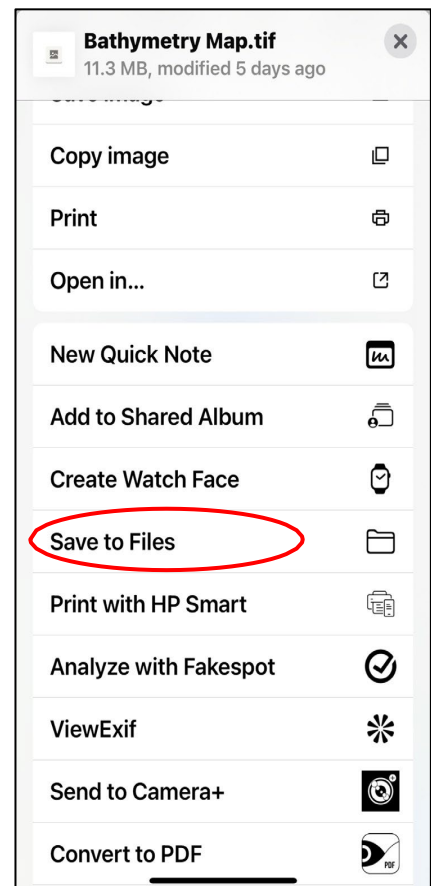 Bathymetry Map.tif
11.3 MB, modified 5 days ago
Copy image
Print
Open in...
New Quick Note
Add to Shared Album
Create Watch Face
Save to Files
Print with HP Smart
Analyze with Fakespot
ViewExif
Send to Camera+
Convert to PDF
PDF